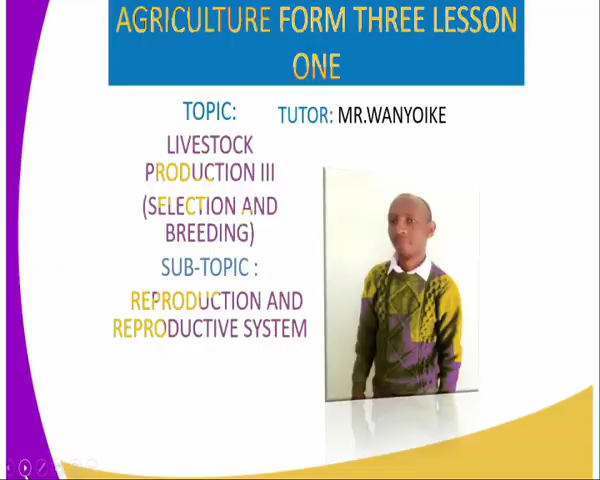 AGRICULTURE FORM THREE LESSON
ONE
TOPIC:
LIVESTOCK
PRODUCTION III
(SELECTION AND
BREEDING)
SUB-TOPIC :
REPRODUCTION AND
REPRODUCTIVE SYSTEM
TUTOR: MR.WANYOIKE